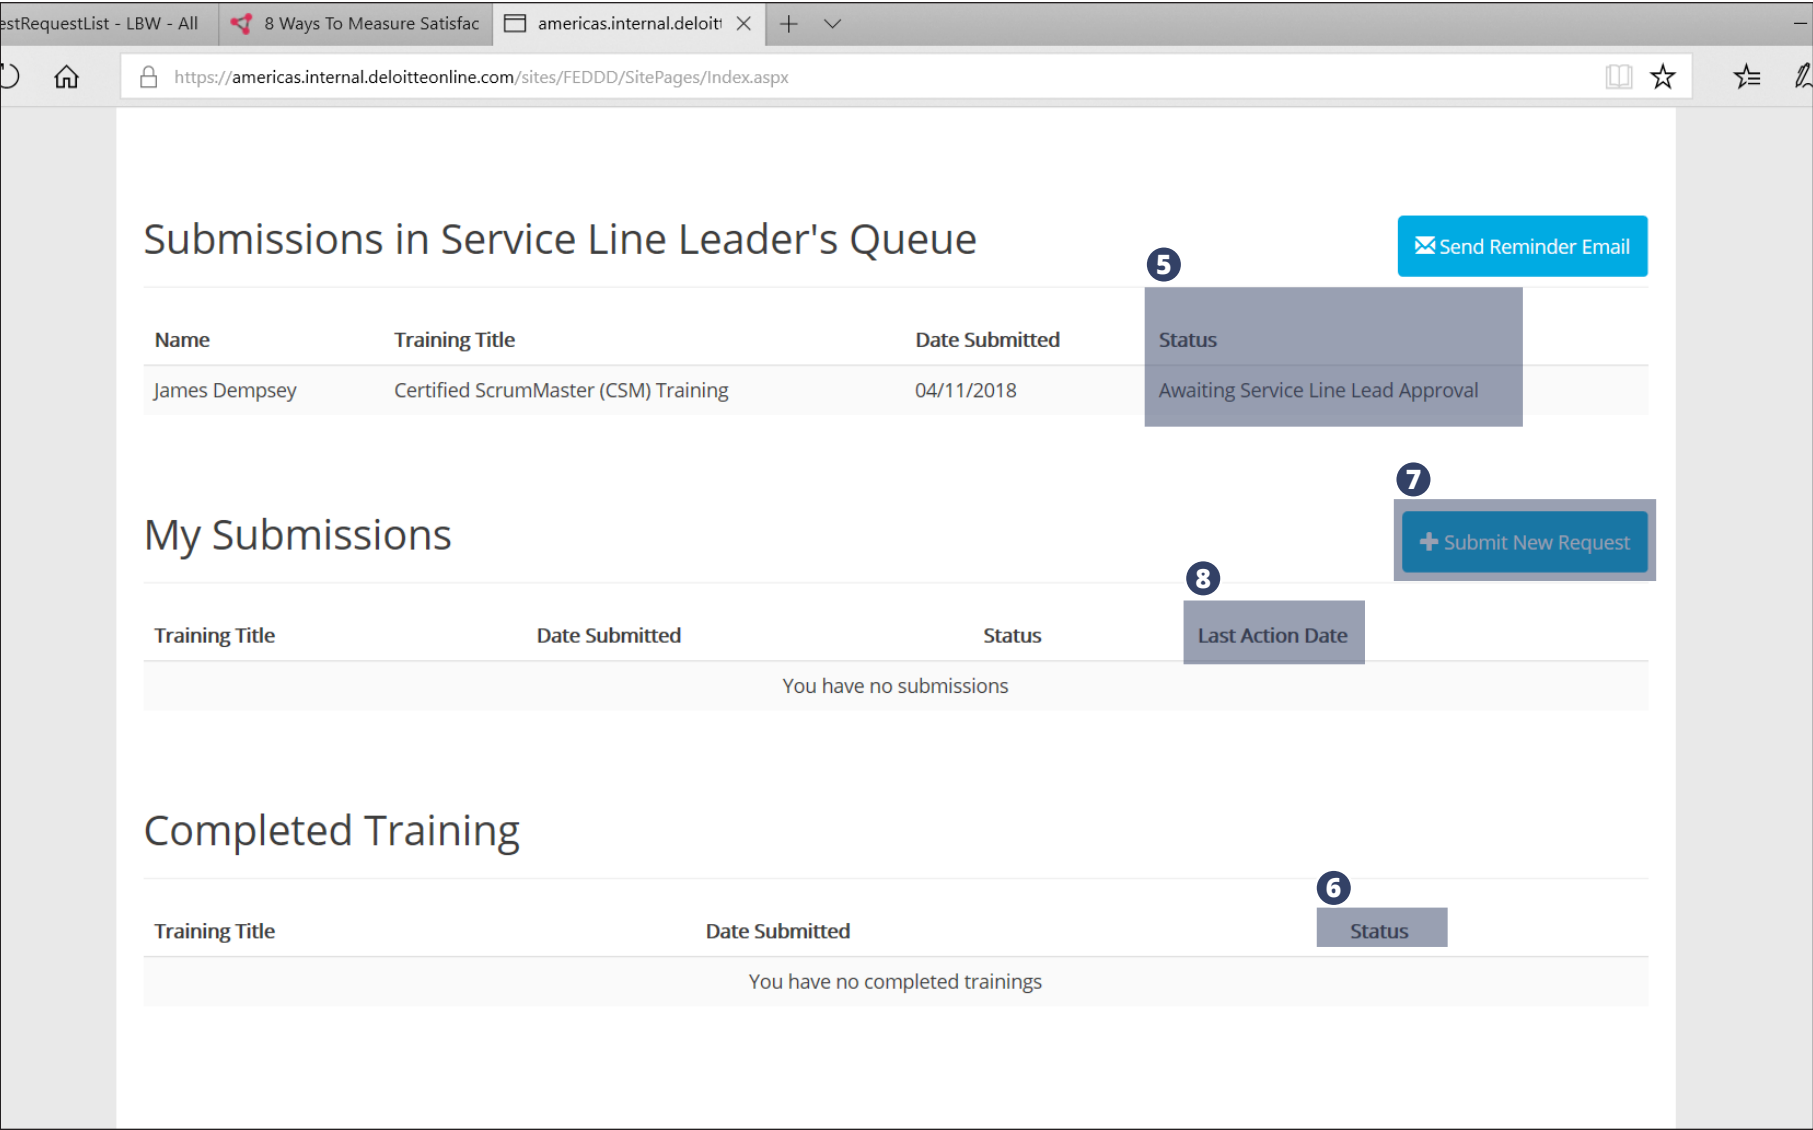 estRequestList - LBW - All
8 Ways To Measure Satisfac
americas.internal.deloitt
https://americas.internal.deloitteonline.com/sites/FEDDD/SitePages/Index.aspx
Submissions in Service Line Leader's Queue
Send Reminder Email
5
Name Training Title Date Submitted Status
James Dempsey Certified ScrumMaster (CSM) Training 04/11/2018 Awaiting Service Line Lead Approval
7
My Submissions
Submit New Request
8
Training Title Date Submitted Status Last Action Date
You have no submissions
Completed Training
6
Training Title Date Submitted Status
You have no completed trainings